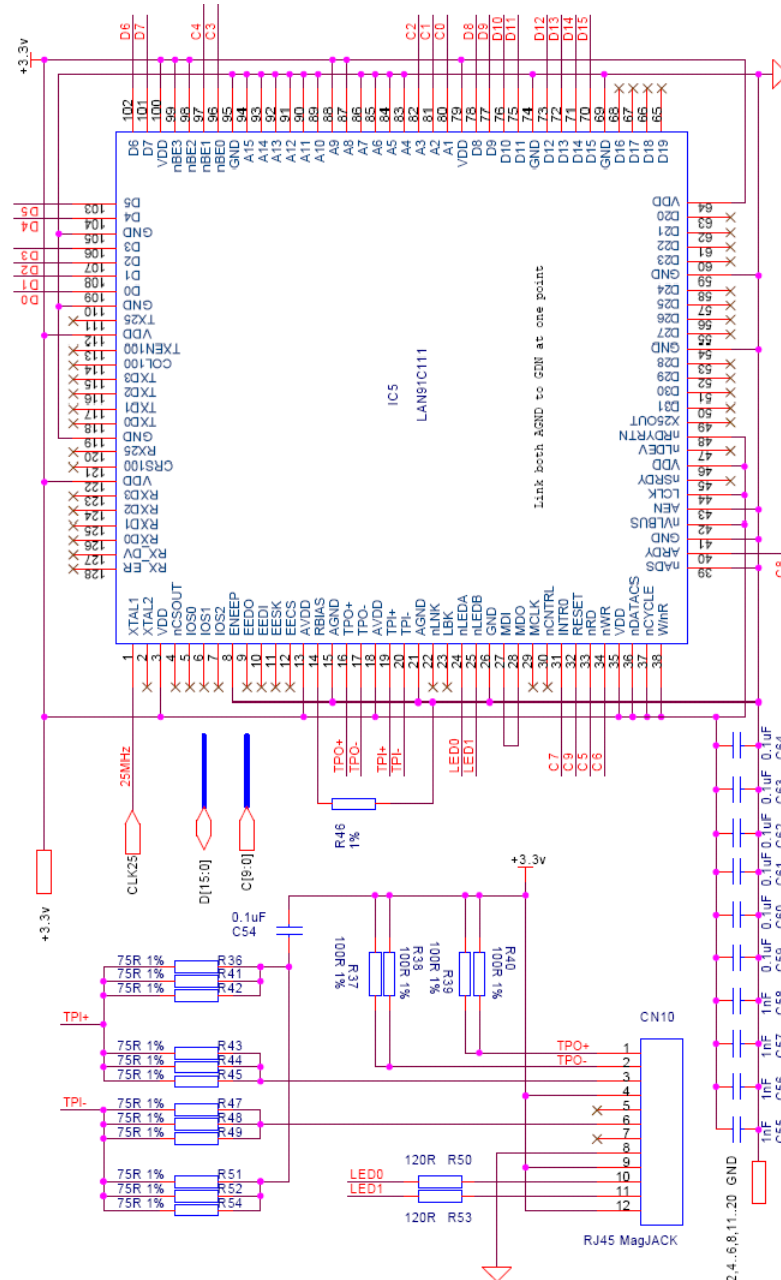 D6
D7
C4
C3
C2
C1
C0
D8
D9
D10
D11
D12
D13
D14
D15
+3.3v
102
101
100
99
98
97
96
95
94
93
92
91
90
89
88
87
86
85
84
83
82
81
80
79
78
77
76
75
74
73
72
71
70
69
68
67
66
65
D6
D7
VDD
nBE3
nBE2
nBE1
nBE0
GND
A15
A14
A13
A12
A11
A10
A9
A8
A7
A6
A5
A4
A3
A2
A1
VDD
D8
D9
D10
D11
GND
D12
D13
D14
D15
GND
D16
D17
D18
D19
D5
D4
D3
D2
D1
D0
103
104
105
106
107
108
109
110
111
112
113
114
115
116
117
118
119
120
121
122
123
124
125
126
127
128
D5
D4
GND
D3
D2
D1
D0
GND
TX25
VDD
TXEN100
COL100
TXD3
TXD2
TXD1
TXD0
GND
RX25
CRS100
VDD
RXD3
RXD2
RXD1
RXD0
RX_DV
RX_ER
IC5
LAN91C111
Link both AGND to GDN at one point
VDD
D20
D21
D22
D23
GND
D24
D25
D26
D27
GND
D28
D29
D30
D31
X25OUT
nRDYRTN
nLDEV
VDD
nSRDY
LCLK
AEN
nVLBUS
GND
ARDY
nADS
64
63
62
61
60
59
58
57
56
55
54
53
52
51
50
49
48
47
46
45
44
43
42
41
40
39
C8
XTAL1
XTAL2
VDD
nCSOUT
IOS0
IOS1
IOS2
ENEEP
EEDO
EEDI
EESK
EECS
AVDD
RBIAS
AGND
TPO+
TPO-
AVDD
TPI+
TPI-
AGND
nLNK
LBK
nLEDA
nLEDB
GND
MDI
MDO
MCLK
nCNTRL
INTR0
RESET
nRD
nWR
VDD
nDATACS
nCYCLE
W/nR
1
2
3
4
5
6
7
8
9
10
11
12
13
14
15
16
17
18
19
20
21
22
23
24
25
26
27
28
29
30
31
32
33
34
35
36
37
38
25MHz
TPO+
TPO-
TPI+
TPI-
LED0
LED1
C.7
C.9
C.5
C.6
R46
1%
+3.3v
CLK25
D[15:0]
C[9:0]
0.1uF C64
0.1uF C63
0.1uF C62
0.1uF C61
0.1uF C60
0.1uF C59
1nF C58
1nF C57
1nF C56
1nF C55
+3.3v
0.1uF
C54
100R 1%
R37
100R 1%
R38
100R 1%
R39
100R 1%
R40
75R 1% R36
75R 1% R41
75R 1% R42
TPI+
75R 1% R43
75R 1% R44
75R 1% R45
TPI-
75R 1% R47
75R 1% R48
75R 1% R49
75R 1% R51
75R 1% R52
75R 1% R54
CN10
TPO+ 1
TPO- 2
3
4
5
6
7
8
9
10
11
12
LED0 120R R50
LED1
120R R53
RJ45 MagJACK
2,4..6,8,11..20 GND